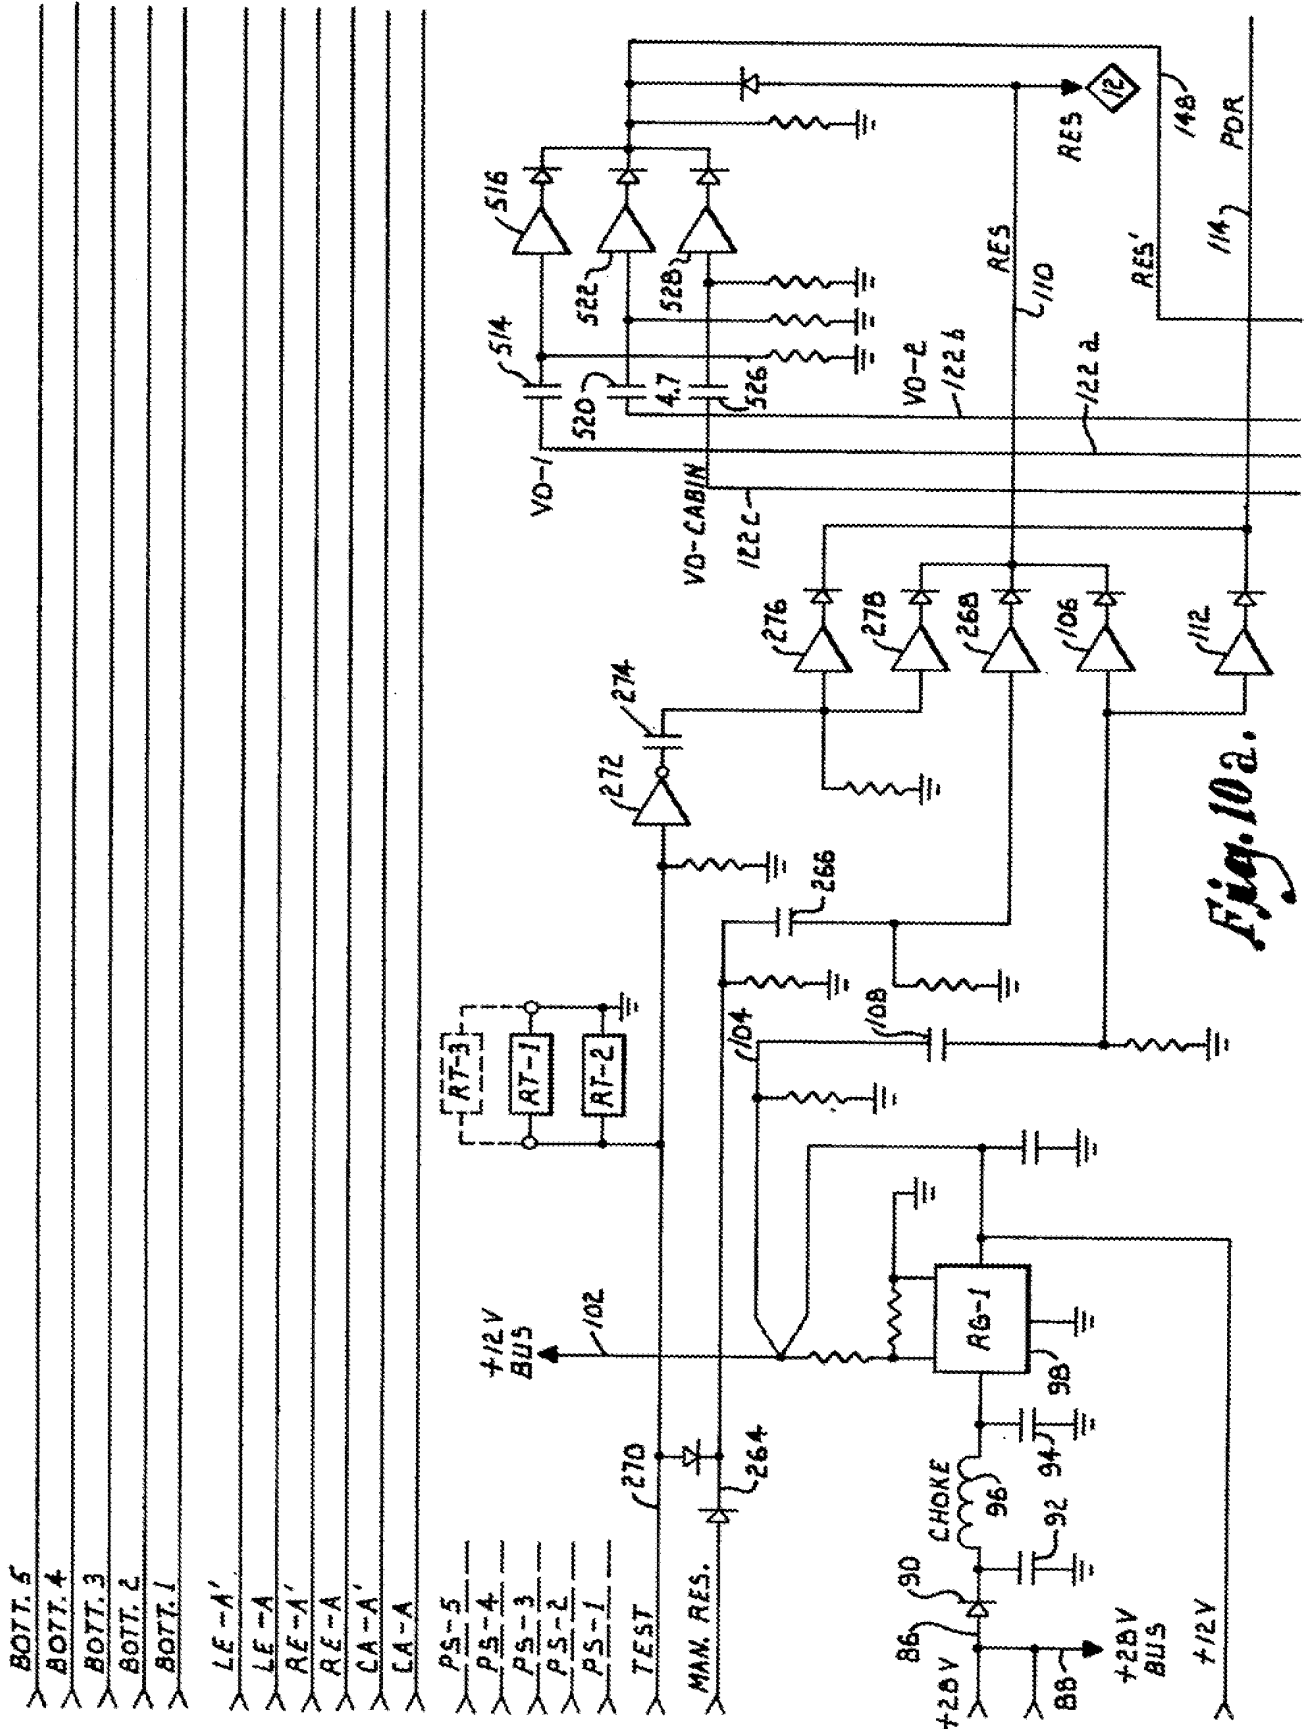 BOTT. 5
BOTT. 4
BOTT. 3
BOTT. 2
BOTT. 1
LE-A'
LE-A
RE-A'
RE-A
CA-A'
CA-A
PS-5
PS-4
PS-3
PS-2
PS-1
TEST
270
MAN. RES.
264
+12V
BUS
102
RT-3
RT-1
RT-2
104
108
266
272
274
276
278
268
106
112
VO-1
VO-CABIN
122c
514
520
4.7
526
516
522
528
VO-2
122b
122a
RES
110
RES
12
RES'
148
114
POR
+28V
86
90
CHOKE
96
92
94
RG-1
98
88
+28V
BUS
+12V
Fig. 10a.